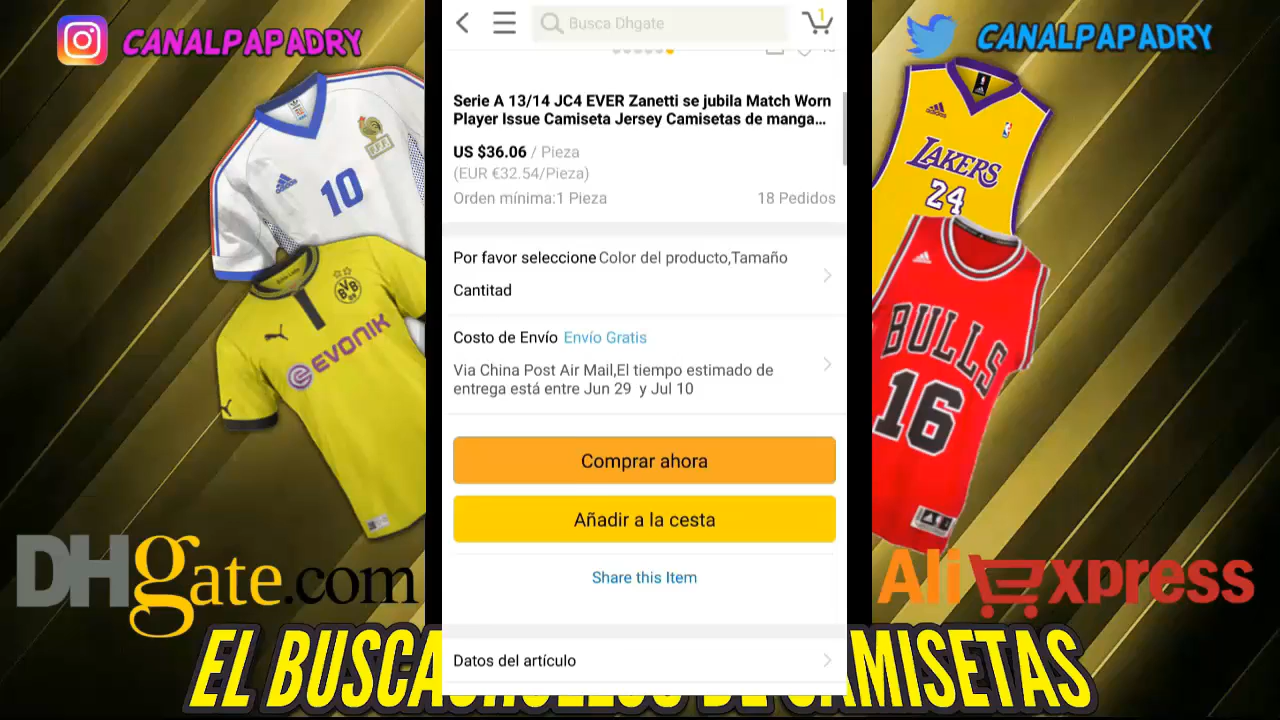 CANALPAPADRY
CANALPAPADRY
Busca Dhgate
1
Serie A 13/14 JC4 EVER Zanetti se jubila Match Worn
Player Issue Camiseta Jersey Camisetas de manga...
US $36.06 / Pieza
(EUR €32.54/Pieza)
Orden mínima:1 Pieza
18 Pedidos
Por favor seleccione Color del producto,Tamaño
Cantidad
Costo de Envío Envío Gratis
Vía China Post Air Mail,El tiempo estimado de
entrega está entre Jun 29 y Jul 10
Comprar ahora
Añadir a la cesta
Share this Item
Datos del artículo
10
F.F.F.
BVB
09
EVONIK
LAKERS
24
BULLS
16
DHgate.com
AliExpress
EL BUSCA
DE CAMISETAS